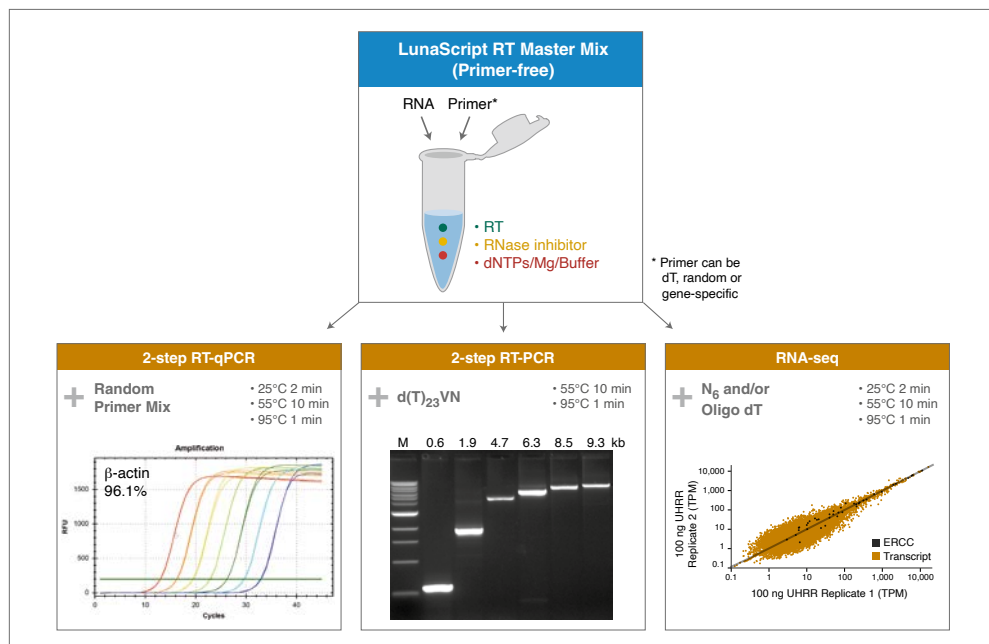 LunaScript RT Master Mix
(Primer-free)
RNA Primer*
• RT
• RNase inhibitor
• dNTPs/Mg/Buffer
* Primer can be
dT, random or
gene-specific
2-step RT-qPCR
+ Random
Primer Mix
• 25°C 2 min
• 55°C 10 min
• 95°C 1 min
Amplification
β-actin
96.1%
RFU
1500
1000
500
0
0 10 20 30 40
Cycles
2-step RT-PCR
+ d(T)₂₃VN
• 55°C 10 min
• 95°C 1 min
M 0.6 1.9 4.7 6.3 8.5 9.3 kb
RNA-seq
+ N₆ and/or
Oligo dT
• 25°C 2 min
• 55°C 10 min
• 95°C 1 min
100 ng UHRR
Replicate 2 (TPM)
10,000
1,000
100
10
1
0.1
ERCC
Transcript
0.1 1 10 100 1,000 10,000
100 ng UHRR Replicate 1 (TPM)